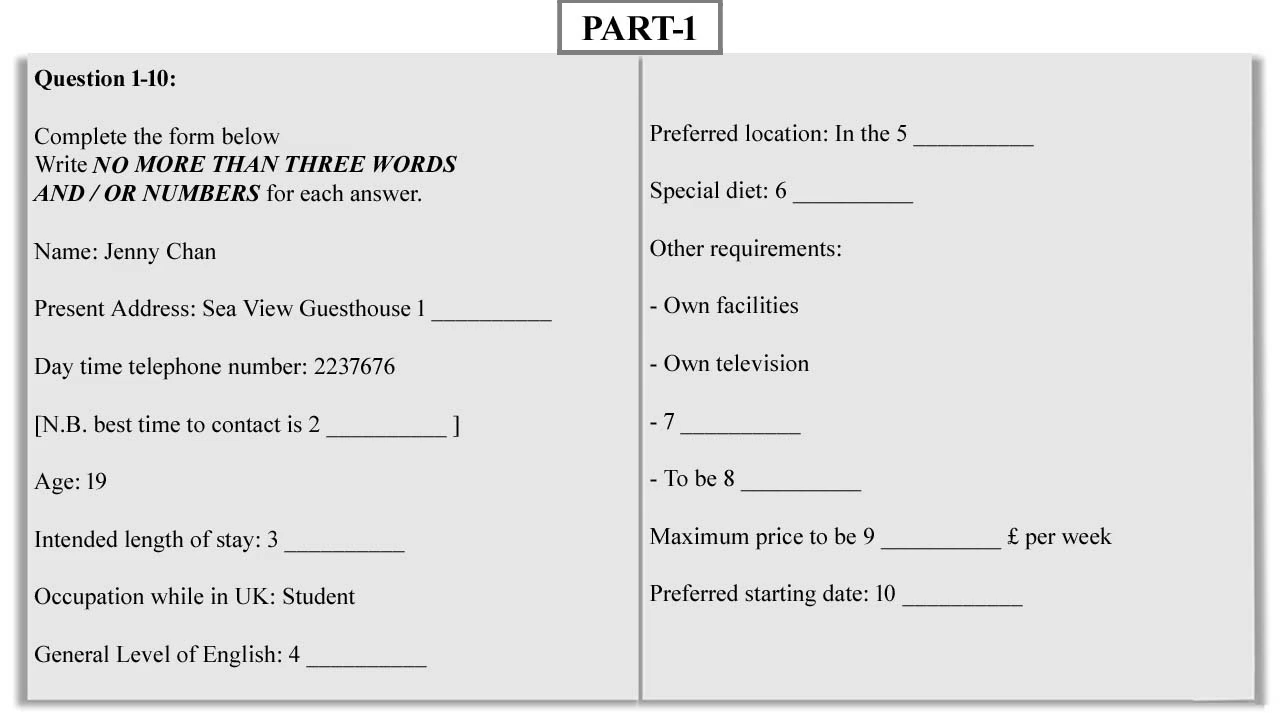 PART-1
Question 1-10:
Complete the form below
Write NO MORE THAN THREE WORDS
AND / OR NUMBERS for each answer.
Name: Jenny Chan
Present Address: Sea View Guesthouse 1 __________
Day time telephone number: 2237676
[N.B. best time to contact is 2 __________ ]
Age: 19
Intended length of stay: 3 __________
Occupation while in UK: Student
General Level of English: 4 __________
Preferred location: In the 5 __________
Special diet: 6 __________
Other requirements:
- Own facilities
- Own television
- 7 __________
- To be 8 __________
Maximum price to be 9 __________ £ per week
Preferred starting date: 10 __________